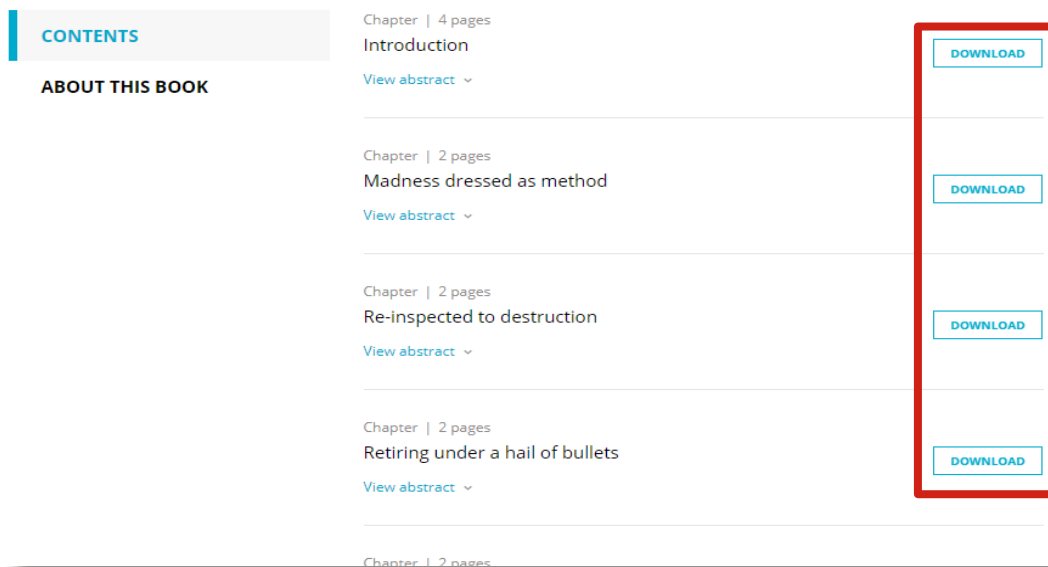 CONTENTS
ABOUT THIS BOOK
Chapter | 4 pages
Introduction
View abstract
DOWNLOAD
Chapter | 2 pages
Madness dressed as method
View abstract
DOWNLOAD
Chapter | 2 pages
Re-inspected to destruction
View abstract
DOWNLOAD
Chapter | 2 pages
Retiring under a hail of bullets
View abstract
DOWNLOAD
Chapter | 2 pages